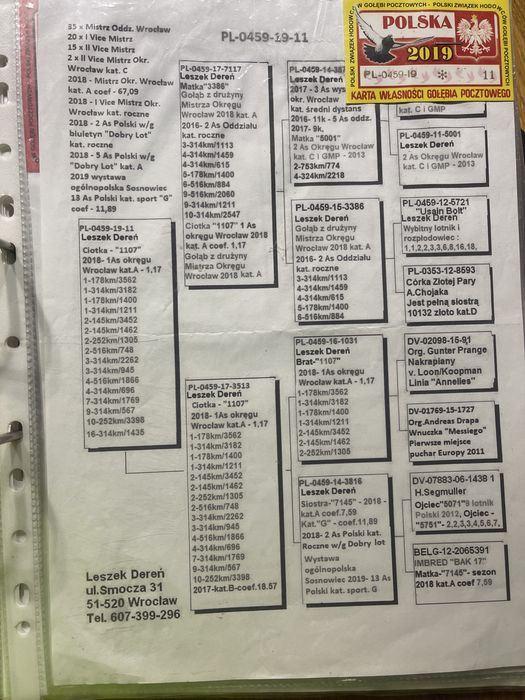 PL-0459-19-11
35 x Mistrz Oddz. Wrocław
20 x I Vice Mistrz
15 x II Vice Mistrz
2 x II Vice Mistrz Okr.
Wrocław kat. C
2018 - Mistrz Okr. Wrocław
kat. A coef - 67,09
2018 - I Vice Mistrz Okr.
Wrocław kat. roczne
2018 - 2 As Polski w/g
biuletyn "Dobry Lot"
kat. roczne
2018 - 5 As Polski w/g
"Dobry Lot" kat. A
2019 wystawa
ogólnopolska Sosnowiec
13 As Polski kat. sport "G"
coef - 11,89
PL-0459-19-11
Leszek Dereń
Ciotka - "1107"
2018- 1As okręgu
Wrocław kat.A - 1,17
1-178km/3562
1-314km/3182
1-178km/1400
1-314km/1211
2-145km/3452
2-145km/1462
2-252km/1305
2-516km/748
3-314km/2262
3-314km/945
4-516km/1866
4-314km/696
7-314km/1769
9-314km/567
10-252km/3398
16-314km/1435
PL-0459-17-7117
Leszek Dereń
Matka"3386"
Gołąb z drużyny
Mistrza Okręgu
Wrocław 2018 kat. A
2016- 2 As Oddziału
kat. roczne
3-314km/1113
4-314km/1459
4-314km/615
5-178km/1400
6-516km/884
9-516km/2060
9-314km/1211
10-314km/2547
Ciotka "1107" 1 As
okręgu Wrocław 2018
kat. A coef. 1,17
Gołąb z drużyny
Mistrza Okręgu
Wrocław 2018 kat. A
PL-0459-17-3513
Leszek Dereń
Ciotka - "1107"
2018- 1As okręgu
Wrocław kat.A - 1,17
1-178km/3562
1-314km/3182
1-178km/1400
1-314km/1211
2-145km/3452
2-145km/1462
2-252km/1305
2-516km/748
3-314km/2262
3-314km/945
4-516km/1866
4-314km/696
7-314km/1769
9-314km/567
10-252km/3398
2017-kat.B-coef.18.57
Leszek Dereń
2017 - 3 As
okr. Wrocław kat.
średni dystans
2016- 11k - 5 As oddz.
2017- 9k.
Matka "5001"
2 As Okręgu Wrocław
kat. C i GMP - 2013
2-753km/774
4-324km/2218
PL-0459-15-3386
Leszek Dereń
Gołąb z drużyny
Mistrza Okręgu
Wrocław 2018 kat. A
2016- 2 As Oddziału
kat. roczne
3-314km/1113
4-314km/1459
4-314km/615
5-178km/1400
6-516km/884
PL-0459-16-1031
Leszek Dereń
Brat-"1107"
2018- 1As okręgu
Wrocław kat.A - 1,17
1-178km/3562
1-314km/3182
1-178km/1400
1-314km/1211
2-145km/3452
2-145km/1462
2-252km/1305
PL-0459-14-3816
Leszek Dereń
Siostra-"7145" - 2018 -
kat.A coef.7,59
Kat."G" - coef.11,89
2018- 2 As Polski kat.
Roczne w/g Dobry lot
Wystawa
ogólnopolska
Sosnowiec 2019- 13 As
Polski kat. sport. G
C i GMP
PL-0459-11-5001
Leszek Dereń
2 As Okręgu Wrocław
kat. C i GMP - 2013
PL-0459-12-5721
"Usain Bolt"
Leszek Dereń
Wybitny lotnik i
rozpłodowiec :
1,1,2,2,3,3,6,8,16,18,
PL-0353-12-8593
Córka Złotej Pary
A.Chojaka
Jest pełną siostrą
10132 złoto kat.D
DV-02098-15-91
Org. Gunter Prange
Nakrapiany
v. Loon/Koopman
Linia "Annelies"
DV-01769-15-1727
Org.Andreas Drapa
Wnuczka "Messiego"
Pierwsze miejsce
puchar Europy 2011
DV-07883-06-1438 1
H.Segmuller
Ojciec"5071"9 lotnik
Polski 2012, Ojciec -
"5751"- 2,2,3,3,4,5,6,7,
BELG-12-2065391
IMBRED "BAK 17"
Matka-"7145"- sezon
2018 kat.A coef 7,59
Leszek Dereń
ul.Smocza 31
51-520 Wrocław
Tel. 607-399-296
POLSKA
2019
PL-0459-19 11
KARTA WŁASNOŚCI GOŁĘBIA POCZTOWEGO